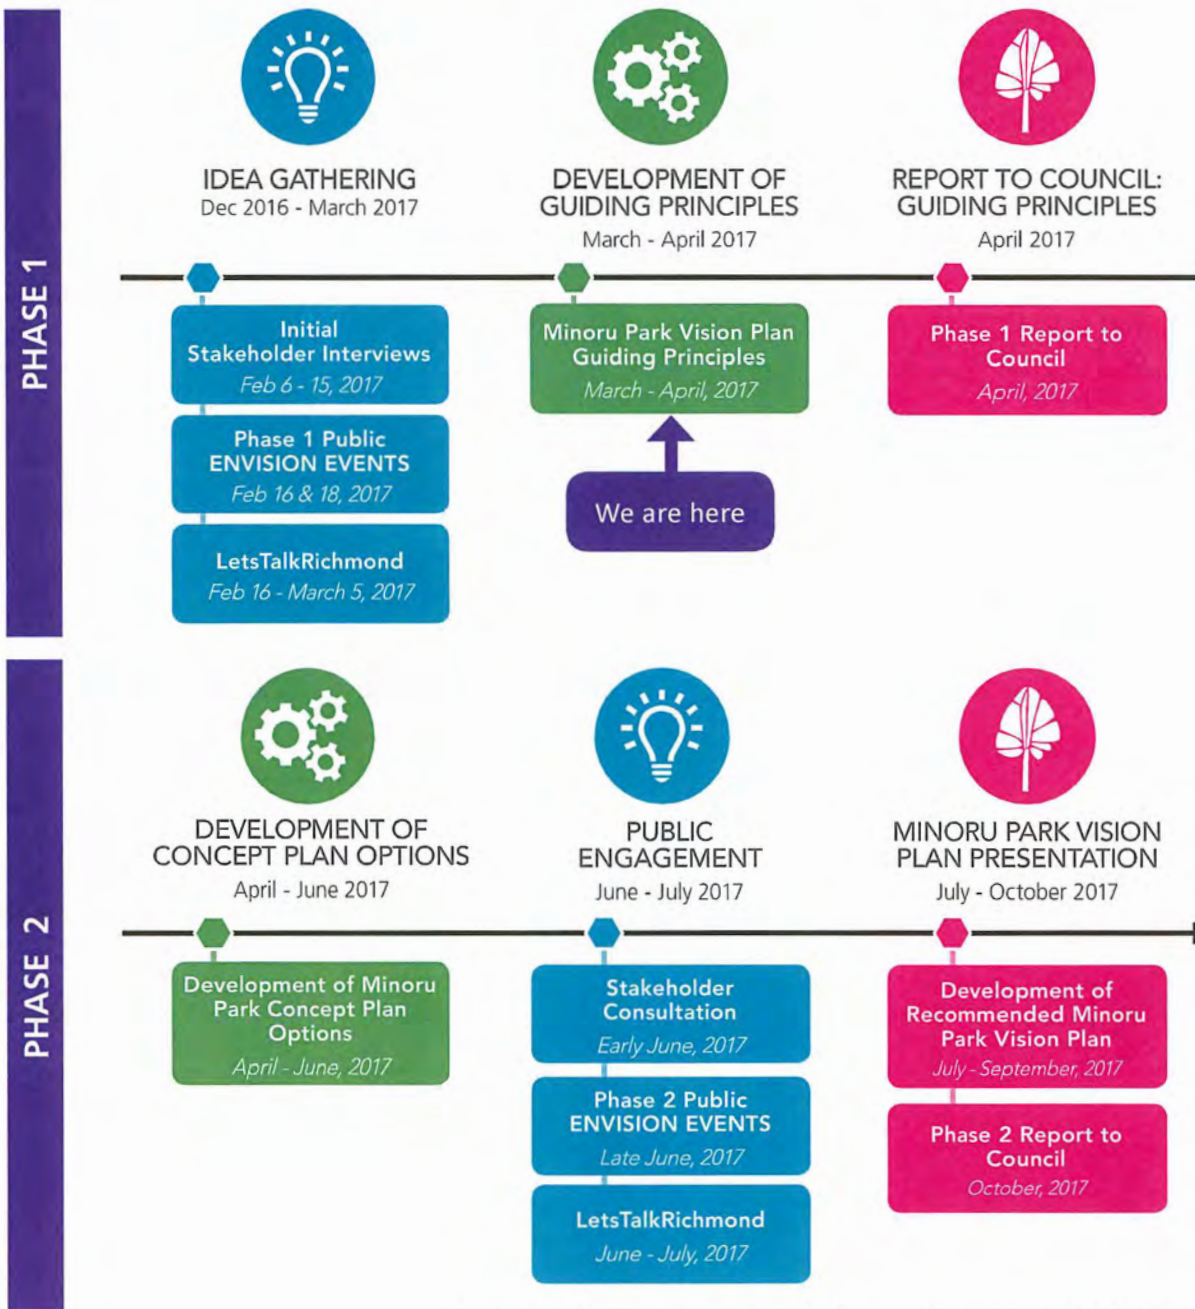 PHASE 1
IDEA GATHERING
Dec 2016 - March 2017
DEVELOPMENT OF
GUIDING PRINCIPLES
March - April 2017
REPORT TO COUNCIL:
GUIDING PRINCIPLES
April 2017
Initial
Stakeholder Interviews
Feb 6 - 15, 2017
Phase 1 Public
ENVISION EVENTS
Feb 16 & 18, 2017
LetsTalkRichmond
Feb 16 - March 5, 2017
Minoru Park Vision Plan
Guiding Principles
March - April, 2017
We are here
Phase 1 Report to
Council
April, 2017
PHASE 2
DEVELOPMENT OF
CONCEPT PLAN OPTIONS
April - June 2017
PUBLIC
ENGAGEMENT
June - July 2017
MINORU PARK VISION
PLAN PRESENTATION
July - October 2017
Development of Minoru
Park Concept Plan
Options
April - June, 2017
Stakeholder
Consultation
Early June, 2017
Phase 2 Public
ENVISION EVENTS
Late June, 2017
LetsTalkRichmond
June - July, 2017
Development of
Recommended Minoru
Park Vision Plan
July - September, 2017
Phase 2 Report to
Council
October, 2017